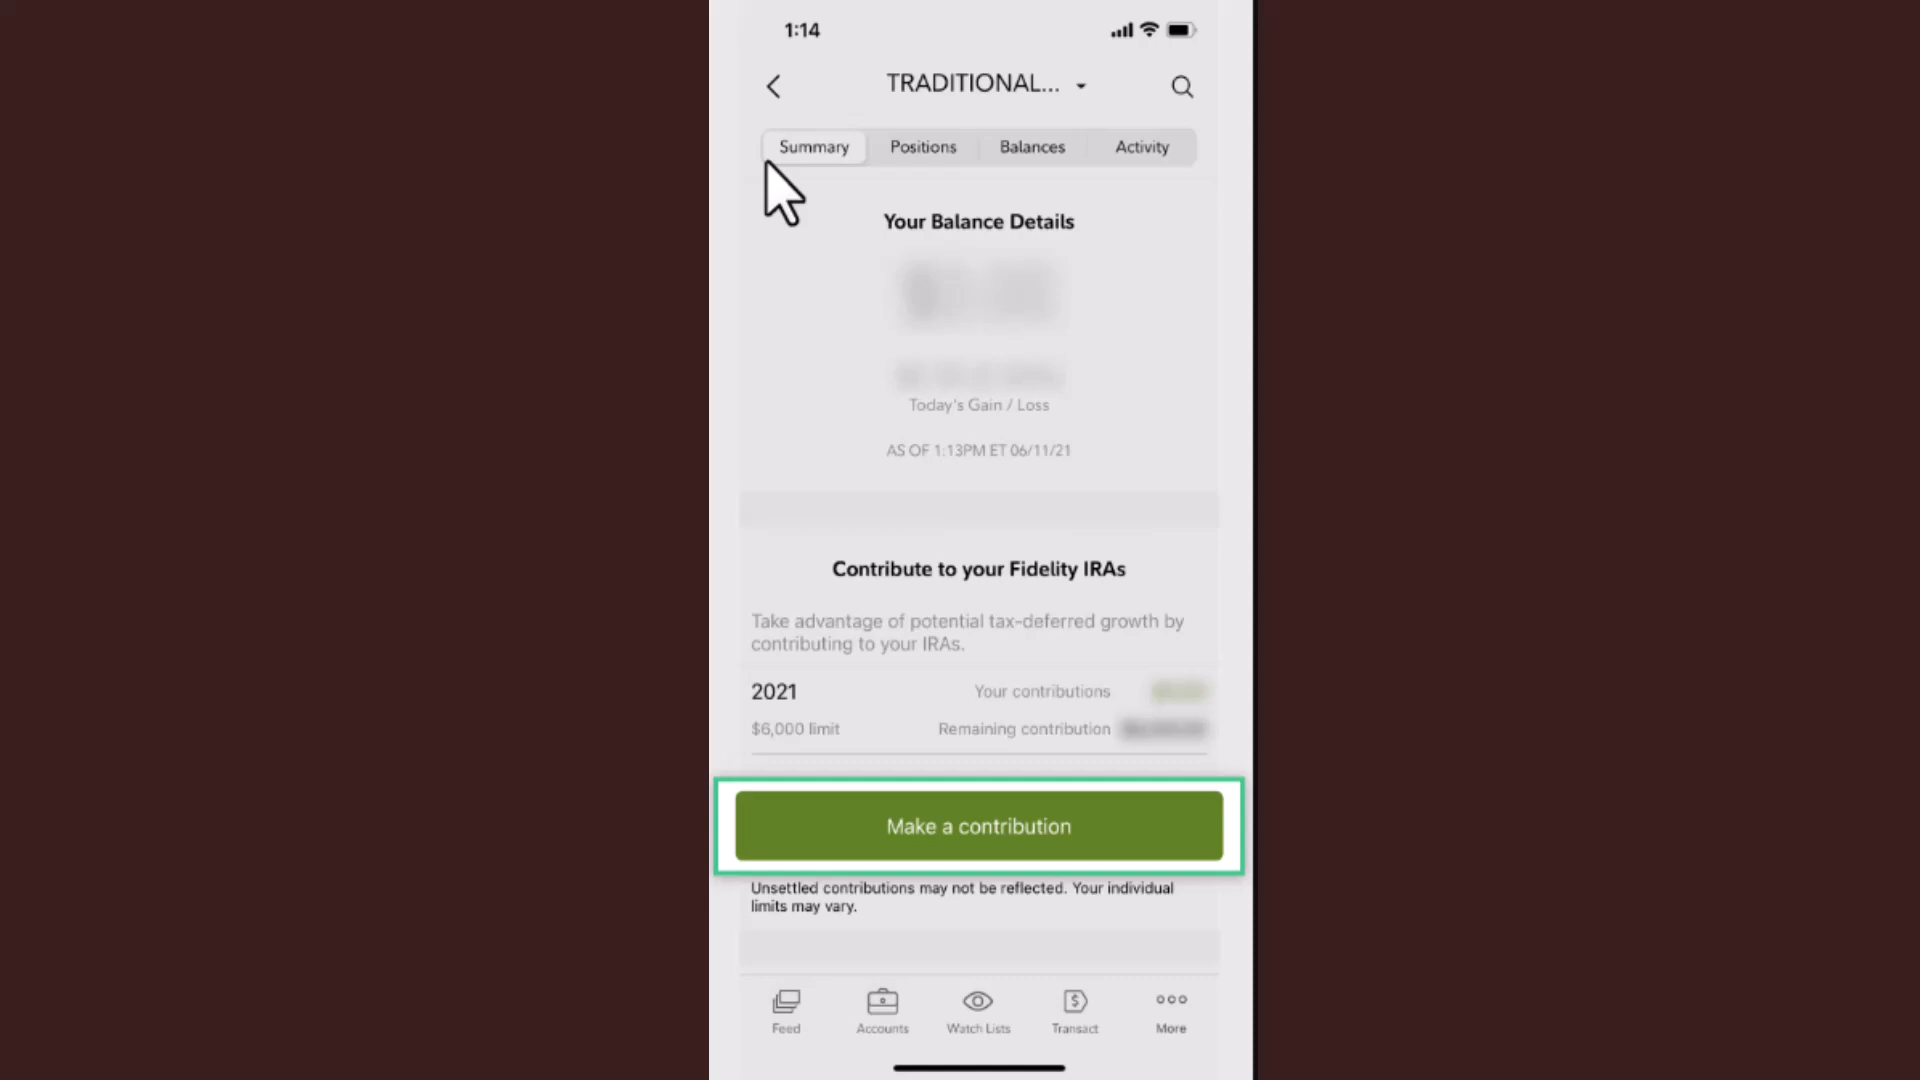 1:14
TRADITIONAL...
Summary Positions Balances Activity
Your Balance Details
Today's Gain / Loss
AS OF 1:13PM ET 06/11/21
Contribute to your Fidelity IRAs
Take advantage of potential tax-deferred growth by
contributing to your IRAs.
2021 Your contributions
$6,000 limit Remaining contribution
Make a contribution
Unsettled contributions may not be reflected. Your individual
limits may vary.
Feed Accounts Watch Lists Transact More